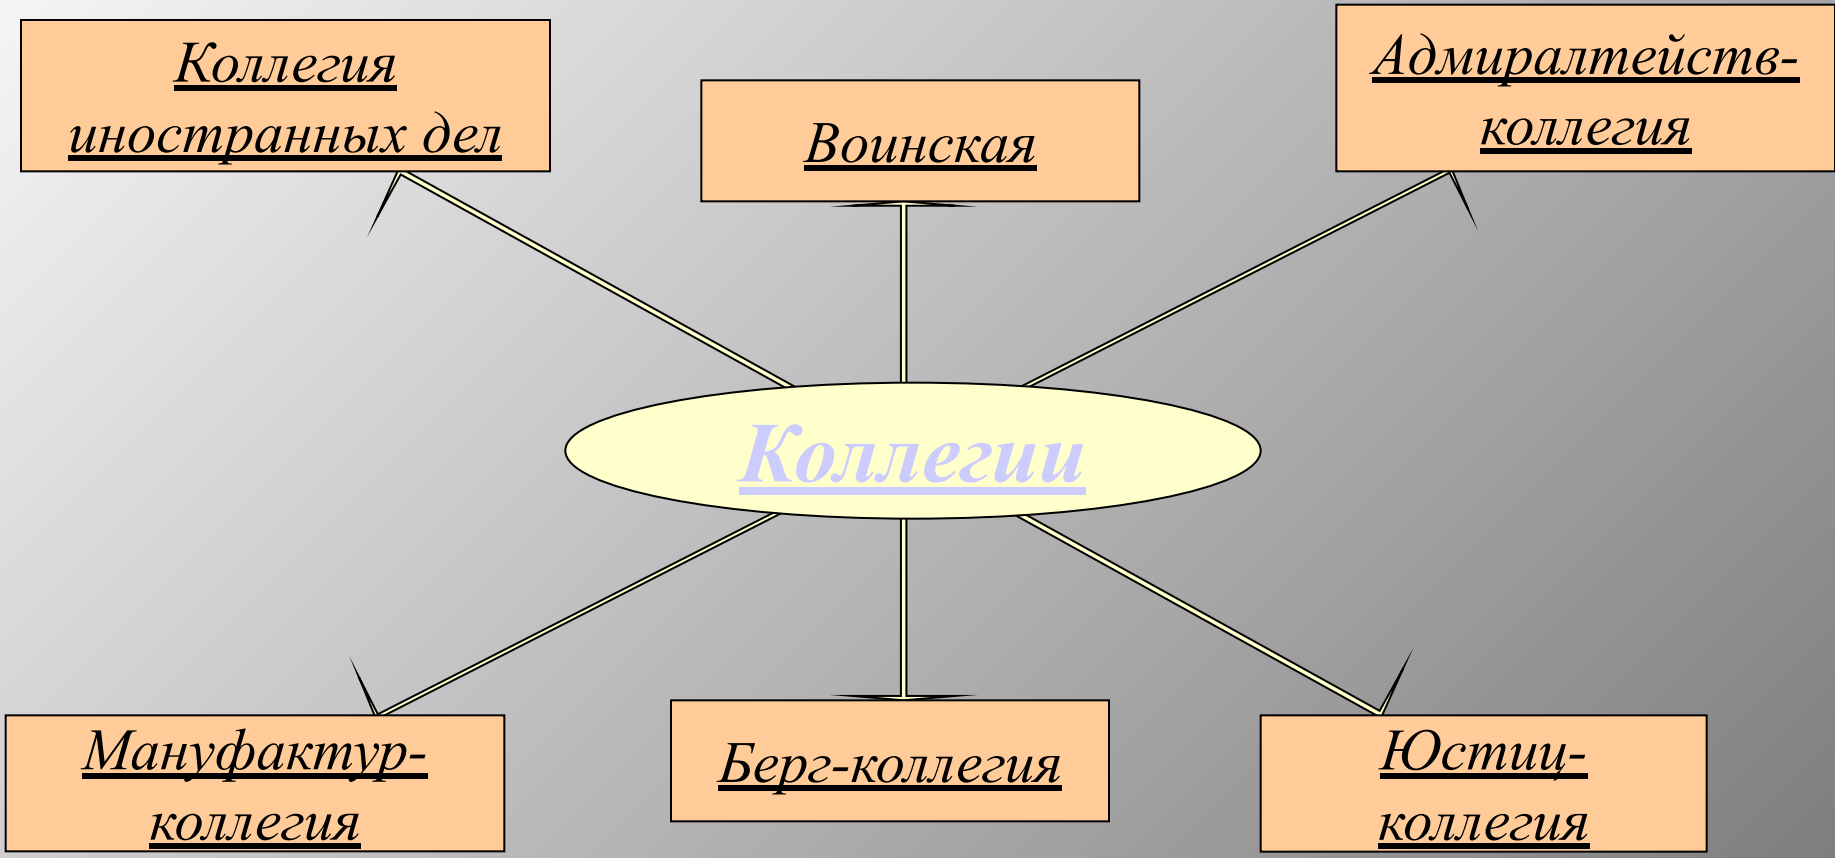 Коллегия
иностранных дел
Воинская
Адмиралтейств-
коллегия
Коллегии
Мануфактур-
коллегия
Берг-коллегия
Юстиц-
коллегия